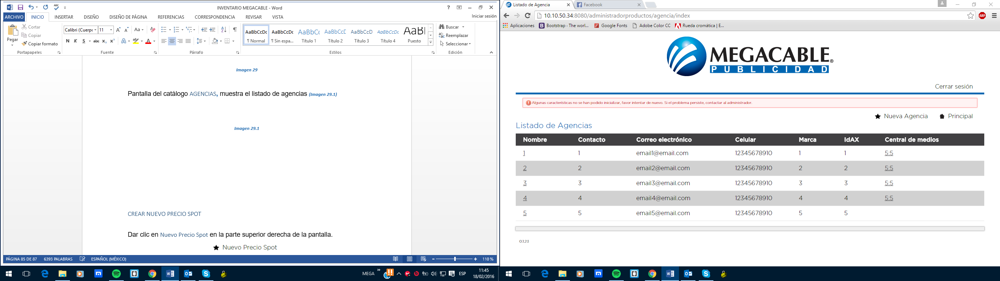 INVENTARIO MEGACABLE - Word
ARCHIVO INICIO INSERTAR DISEÑO DISEÑO DE PÁGINA REFERENCIAS CORRESPONDENCIA REVISAR VISTA Iniciar sesión
Pegar
Cortar
Copiar
Copiar formato
Portapapeles
Calibri (Cuerpo 11
Fuente
Párrafo
AaBbCcDc AaBbCcDc AaBbCc AaBbCcE AaBbCcD AaBbCcDc AaBl
¶ Normal ¶ Sin espa... Título 1 Título 2 Título 3 Título 4 Puesto
Estilos
Buscar
Reemplazar
Seleccionar
Edición
Imagen 29
Pantalla del catálogo AGENCIAS, muestra el listado de agencias (Imagen 29.1)
Imagen 29.1
CREAR NUEVO PRECIO SPOT
Dar clic en Nuevo Precio Spot en la parte superior derecha de la pantalla.
Nuevo Precio Spot
PÁGINA 85 DE 87 6393 PALABRAS ESPAÑOL (MÉXICO) 110 %
MEGA ESP 11:45
18/02/2016
Listado de Agencia Facebook
10.10.50.34:8080/administradorproductos/agencia/index
ABP
Aplicaciones Bootstrap · The worl... Google Fonts Adobe Color CC Rueda cromática | E...
MEGACABLE®
PUBLICIDAD
Cerrar sesión
Algunas características no se han podido inicializar, favor intentar de nuevo. Si el problema persiste, contactar al administrador.
Nueva Agencia Principal
Listado de Agencias
Nombre Contacto Correo electrónico Celular Marca IdAX Central de medios
1 1 email1@email.com 12345678910 1 1 5:5
2 2 email2@email.com 12345678910 2 2 5:5
3 3 email3@email.com 12345678910 3 3 5:5
4 4 email4@email.com 12345678910 4 4 5:5
5 5 email5@email.com 12345678910 5 5
0.1.23